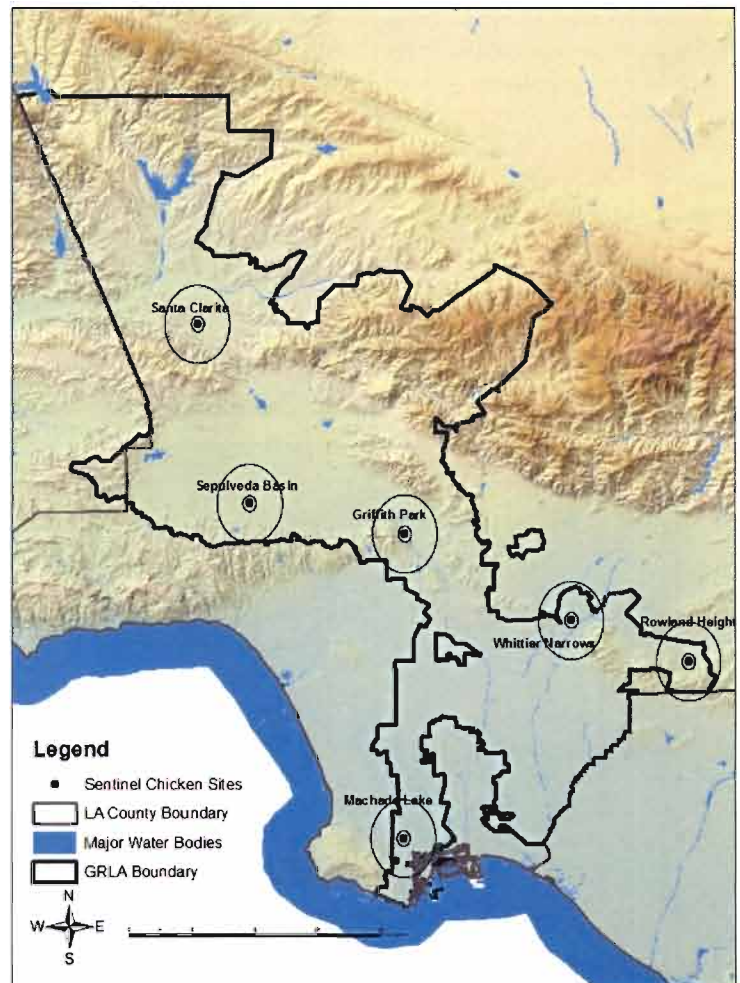 Santa Clarita
Sepulveda Basin
Griffith Park
Whittier Narrows
Rowland Height
Machado Lake
Legend
Sentinel Chicken Sites
LA County Boundary
Major Water Bodies
GRLA Boundary
N
W E
S